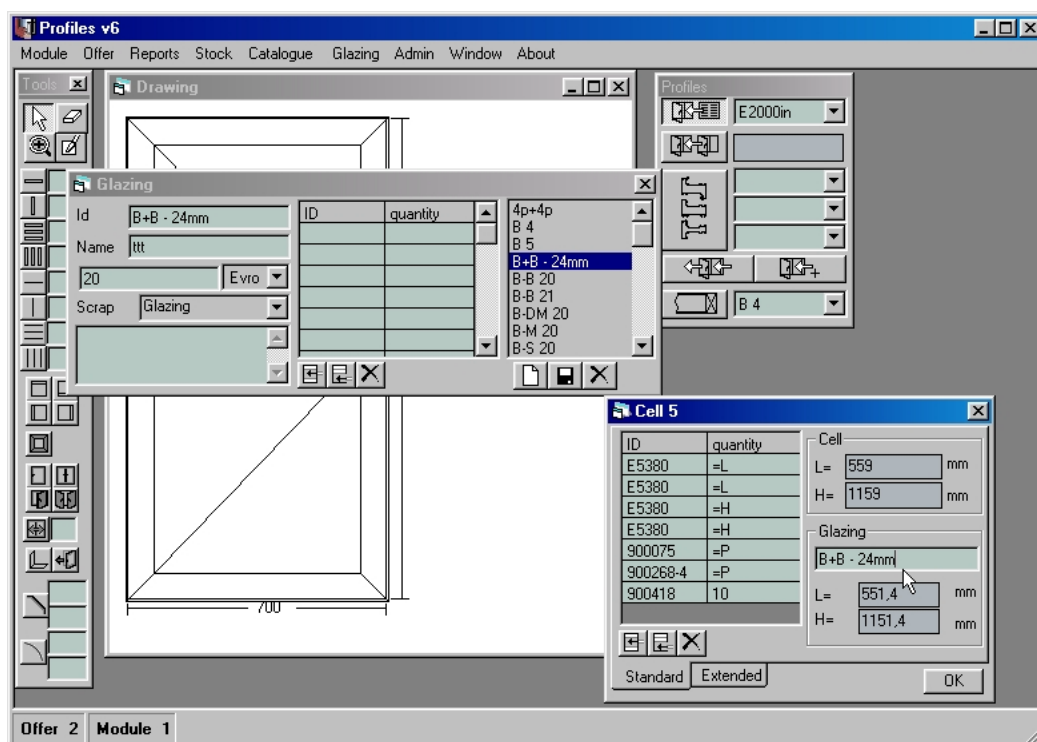 Profiles v6
Module Offer Reports Stock Catalogue Glazing Admin Window About
Tools
Drawing
Profiles
E2000in
Glazing
Id B+B - 24mm
Name ttt
20 Evro
Scrap Glazing
ID quantity
4p+4p
B 4
B 5
B+B - 24mm
B-B 20
B-B 21
B-DM 20
B-M 20
B-S 20
B 4
700
Cell 5
ID quantity
E5380 =L
E5380 =L
E5380 =H
E5380 =H
900075 =P
900268-4 =P
900418 10
Cell
L= 559 mm
H= 1159 mm
Glazing
B+B - 24mm
L= 551,4 mm
H= 1151,4 mm
Standard Extended
OK
Offer 2 Module 1